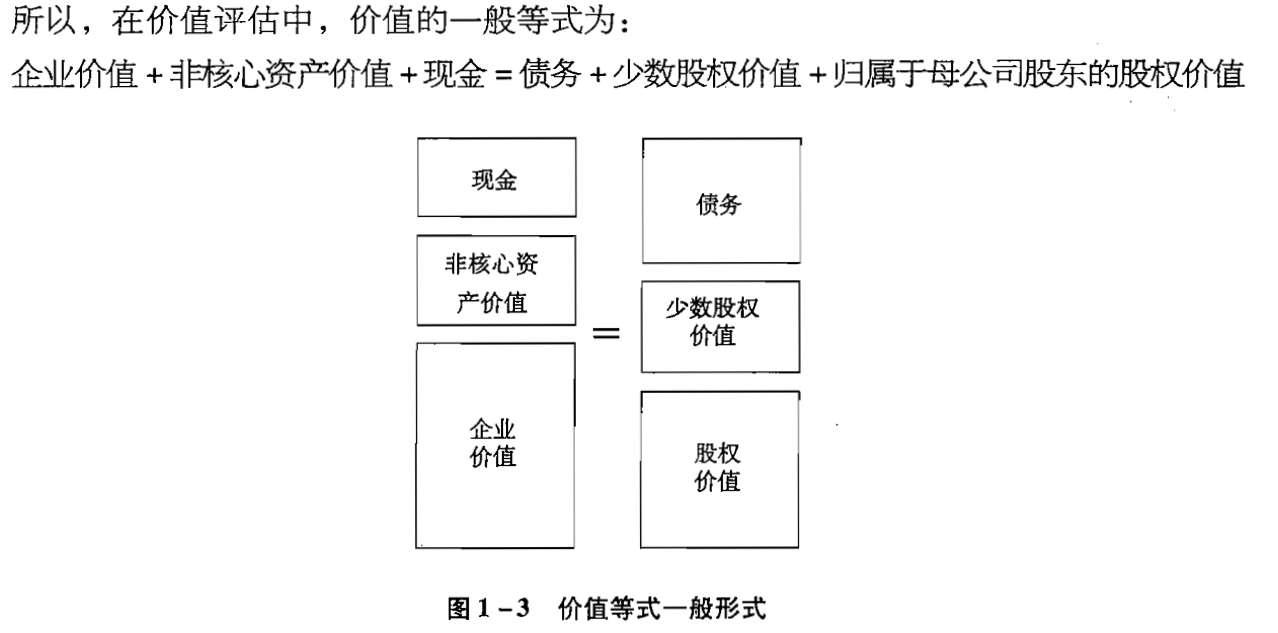 所以，在价值评估中，价值的一般等式为：
企业价值+非核心资产价值+现金=债务+少数股权价值+归属于母公司股东的股权价值
现金
非核心资
产价值
企业
价值
=
债务
少数股权
价值
股权
价值
图1-3 价值等式一般形式